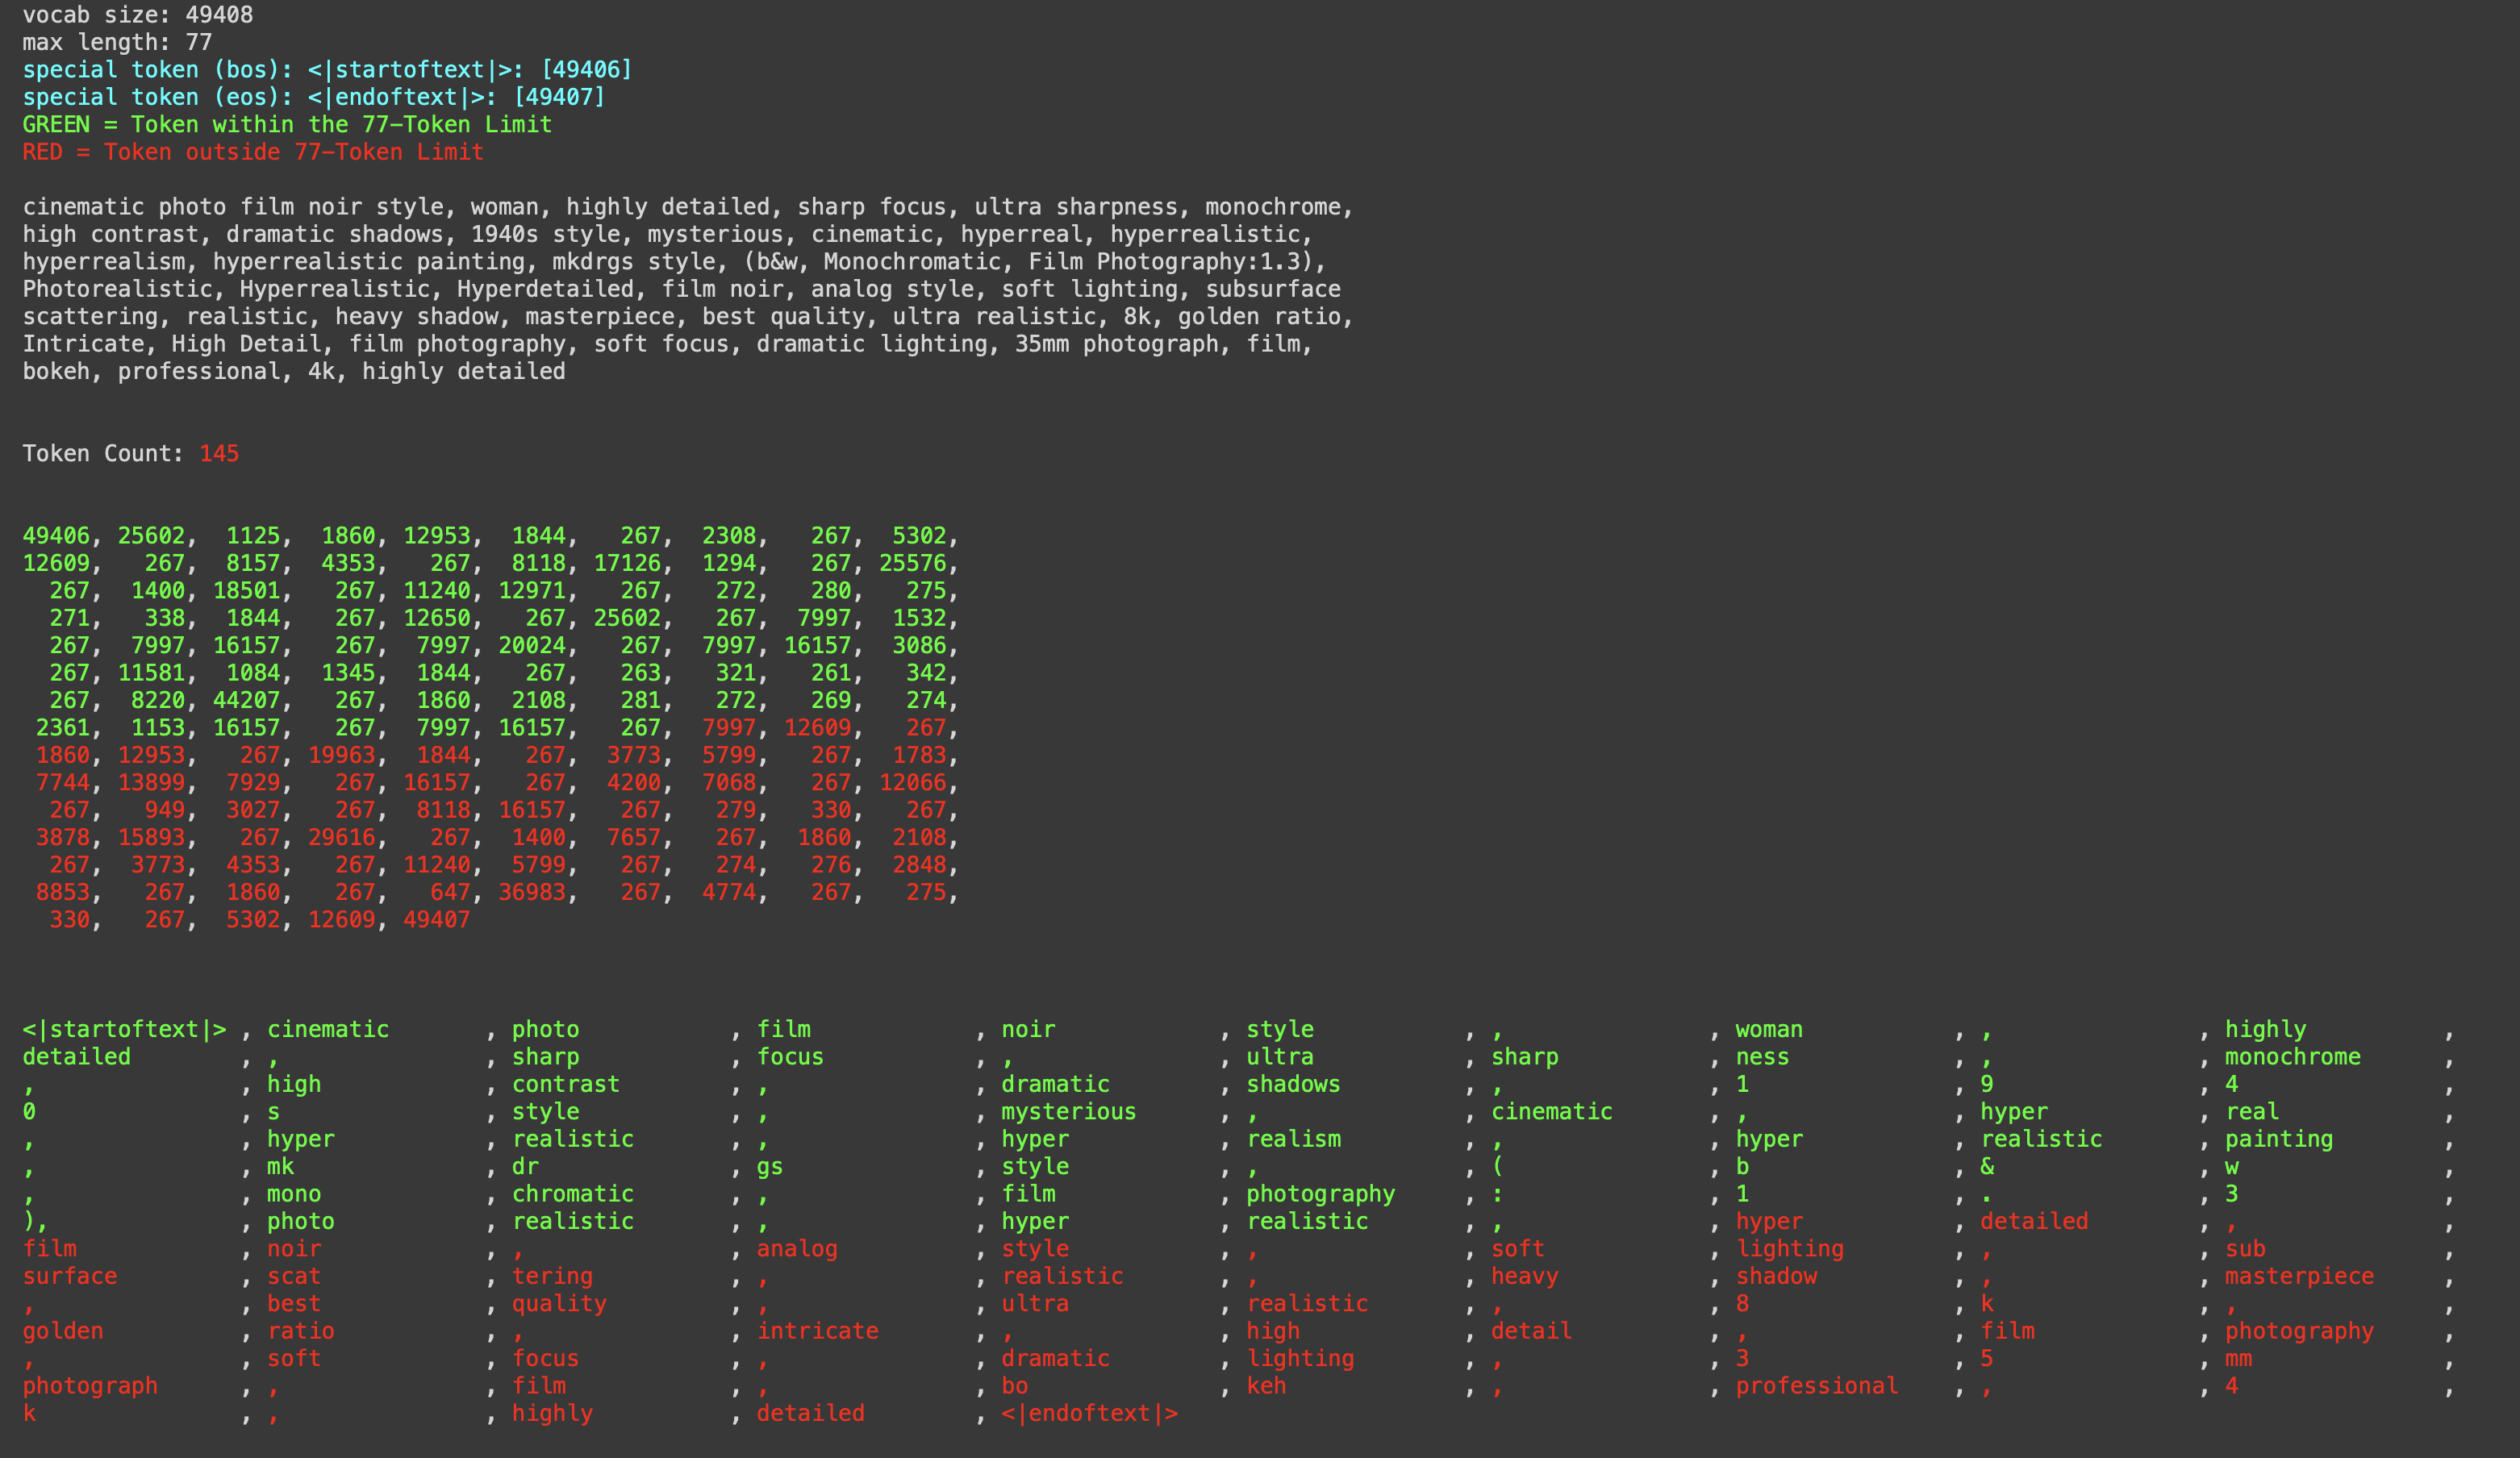 vocab size: 49408
max length: 77
special token (bos): <|startoftext|>: [49406]
special token (eos): <|endoftext|>: [49407]
GREEN = Token within the 77-Token Limit
RED = Token outside 77-Token Limit
cinematic photo film noir style, woman, highly detailed, sharp focus, ultra sharpness, monochrome,
high contrast, dramatic shadows, 1940s style, mysterious, cinematic, hyperreal, hyperrealistic,
hyperrealism, hyperrealistic painting, mkdrgs style, (b&w, Monochromatic, Film Photography:1.3),
Photorealistic, Hyperrealistic, Hyperdetailed, film noir, analog style, soft lighting, subsurface
scattering, realistic, heavy shadow, masterpiece, best quality, ultra realistic, 8k, golden ratio,
Intricate, High Detail, film photography, soft focus, dramatic lighting, 35mm photograph, film,
bokeh, professional, 4k, highly detailed
Token Count: 145
49406, 25602, 1125, 1860, 12953, 1844, 267, 2308, 267, 5302,
12609, 267, 8157, 4353, 267, 8118, 17126, 1294, 267, 25576,
267, 1400, 18501, 267, 11240, 12971, 267, 272, 280, 275,
271, 338, 1844, 267, 12650, 267, 25602, 267, 7997, 1532,
267, 7997, 16157, 267, 7997, 20024, 267, 7997, 16157, 3086,
267, 11581, 1084, 1345, 1844, 267, 263, 321, 261, 342,
267, 8220, 44207, 267, 1860, 2108, 281, 272, 269, 274,
2361, 1153, 16157, 267, 7997, 16157, 267, 7997, 12609, 267,
1860, 12953, 267, 19963, 1844, 267, 3773, 5799, 267, 1783,
7744, 13899, 7929, 267, 16157, 267, 4200, 7068, 267, 12066,
267, 949, 3027, 267, 8118, 16157, 267, 279, 330, 267,
3878, 15893, 267, 29616, 267, 1400, 7657, 267, 1860, 2108,
267, 3773, 4353, 267, 11240, 5799, 267, 274, 276, 2848,
8853, 267, 1860, 267, 647, 36983, 267, 4774, 267, 275,
330, 267, 5302, 12609, 49407
<|startoftext|> , cinematic , photo , film , noir , style , , , woman , , , highly ,
detailed , , , sharp , focus , , , ultra , sharp , ness , , , monochrome ,
, , high , contrast , , , dramatic , shadows , , , 1 , 9 , 4 ,
0 , s , style , , , mysterious , , , cinematic , , , hyper , real ,
, , hyper , realistic , , , hyper , realism , , , hyper , realistic , painting ,
, , mk , dr , gs , style , , , ( , b , & , w ,
, , mono , chromatic , , , film , photography , : , 1 , . , 3 ,
), , photo , realistic , , , hyper , realistic , , , hyper , detailed , , ,
film , noir , , , analog , style , , , soft , lighting , , , sub ,
surface , scat , tering , , , realistic , , , heavy , shadow , , , masterpiece ,
, , best , quality , , , ultra , realistic , , , 8 , k , , ,
golden , ratio , , , intricate , , , high , detail , , , film , photography ,
, , soft , focus , , , dramatic , lighting , , , 3 , 5 , mm ,
photograph , , , film , , , bo , keh , , , professional , , , 4 ,
k , , , highly , detailed , <|endoftext|>